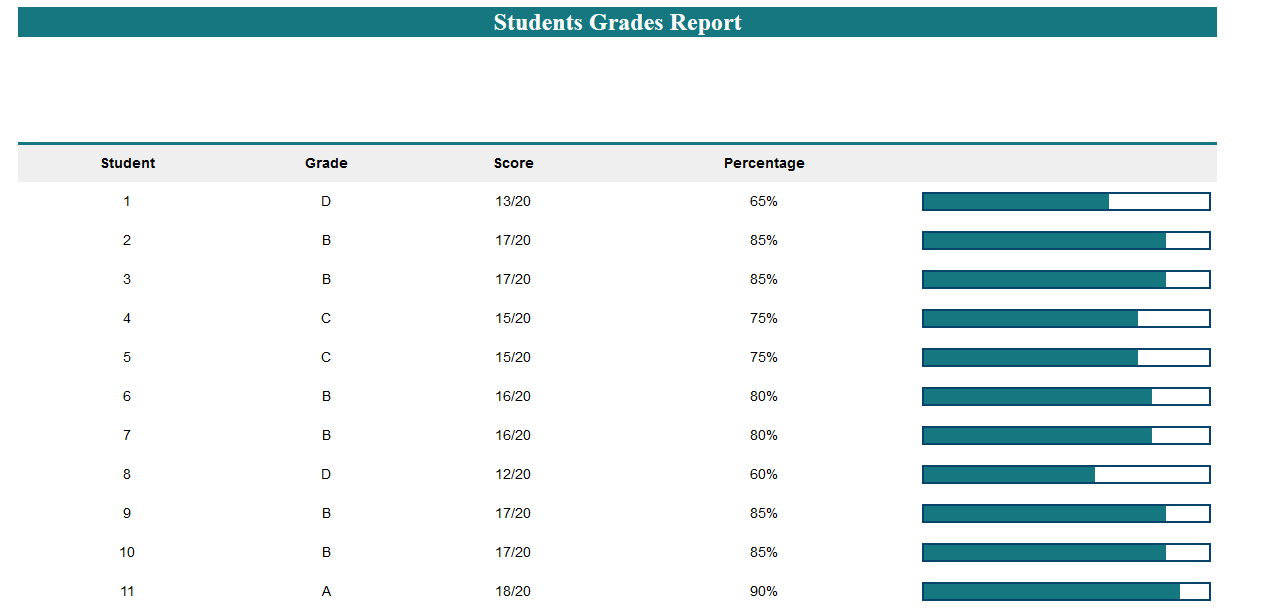 Students Grades Report
Student Grade Score Percentage
1 D 13/20 65%
2 B 17/20 85%
3 B 17/20 85%
4 C 15/20 75%
5 C 15/20 75%
6 B 16/20 80%
7 B 16/20 80%
8 D 12/20 60%
9 B 17/20 85%
10 B 17/20 85%
11 A 18/20 90%